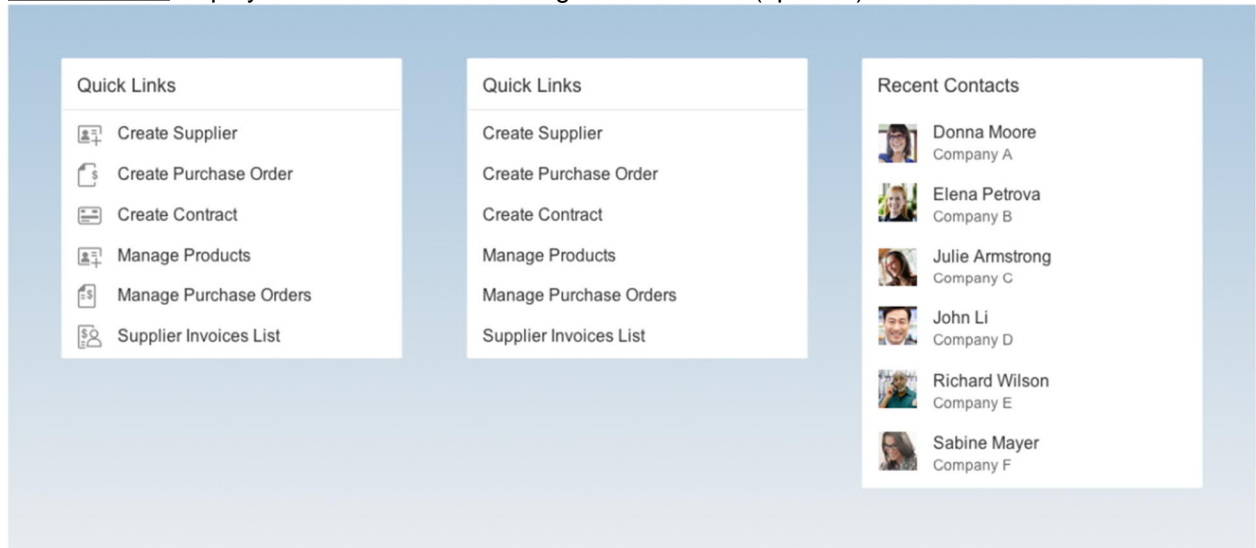 Quick Links
Create Supplier
Create Purchase Order
Create Contract
Manage Products
Manage Purchase Orders
Supplier Invoices List
Quick Links
Create Supplier
Create Purchase Order
Create Contract
Manage Products
Manage Purchase Orders
Supplier Invoices List
Recent Contacts
Donna Moore
Company A
Elena Petrova
Company B
Julie Armstrong
Company C
John Li
Company D
Richard Wilson
Company E
Sabine Mayer
Company F